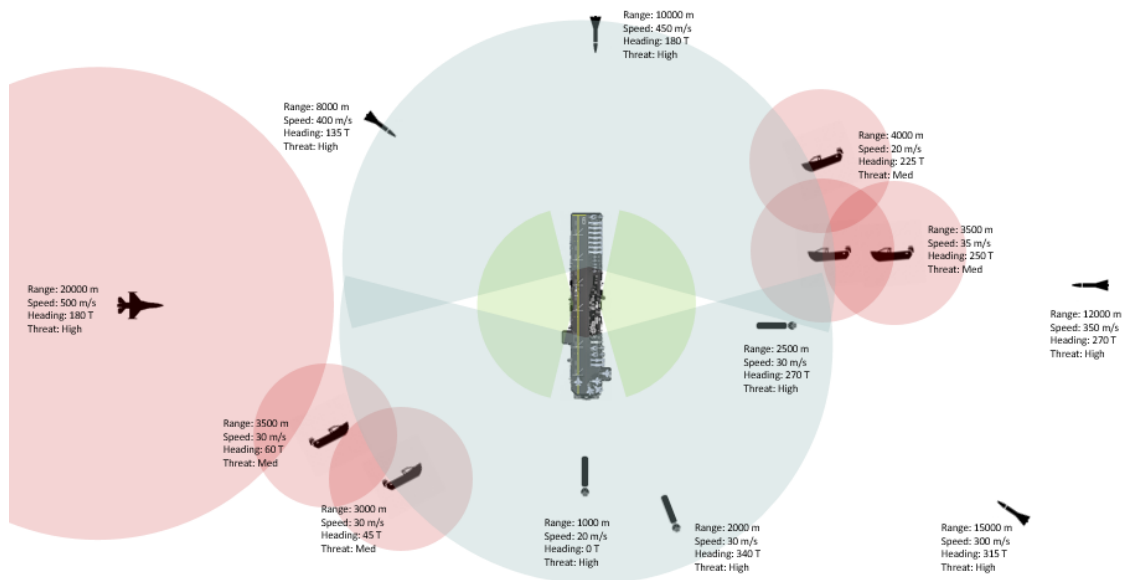 Range: 10000 m
Speed: 450 m/s
Heading: 180 T
Threat: High
Range: 8000 m
Speed: 400 m/s
Heading: 135 T
Threat: High
Range: 4000 m
Speed: 20 m/s
Heading: 225 T
Threat: Med
Range: 3500 m
Speed: 35 m/s
Heading: 250 T
Threat: Med
Range: 20000 m
Speed: 500 m/s
Heading: 180 T
Threat: High
Range: 12000 m
Speed: 350 m/s
Heading: 270 T
Threat: High
Range: 2500 m
Speed: 30 m/s
Heading: 270 T
Threat: High
Range: 3500 m
Speed: 30 m/s
Heading: 60 T
Threat: Med
Range: 3000 m
Speed: 30 m/s
Heading: 45 T
Threat: Med
Range: 1000 m
Speed: 20 m/s
Heading: 0 T
Threat: High
Range: 2000 m
Speed: 30 m/s
Heading: 340 T
Threat: High
Range: 15000 m
Speed: 300 m/s
Heading: 315 T
Threat: High